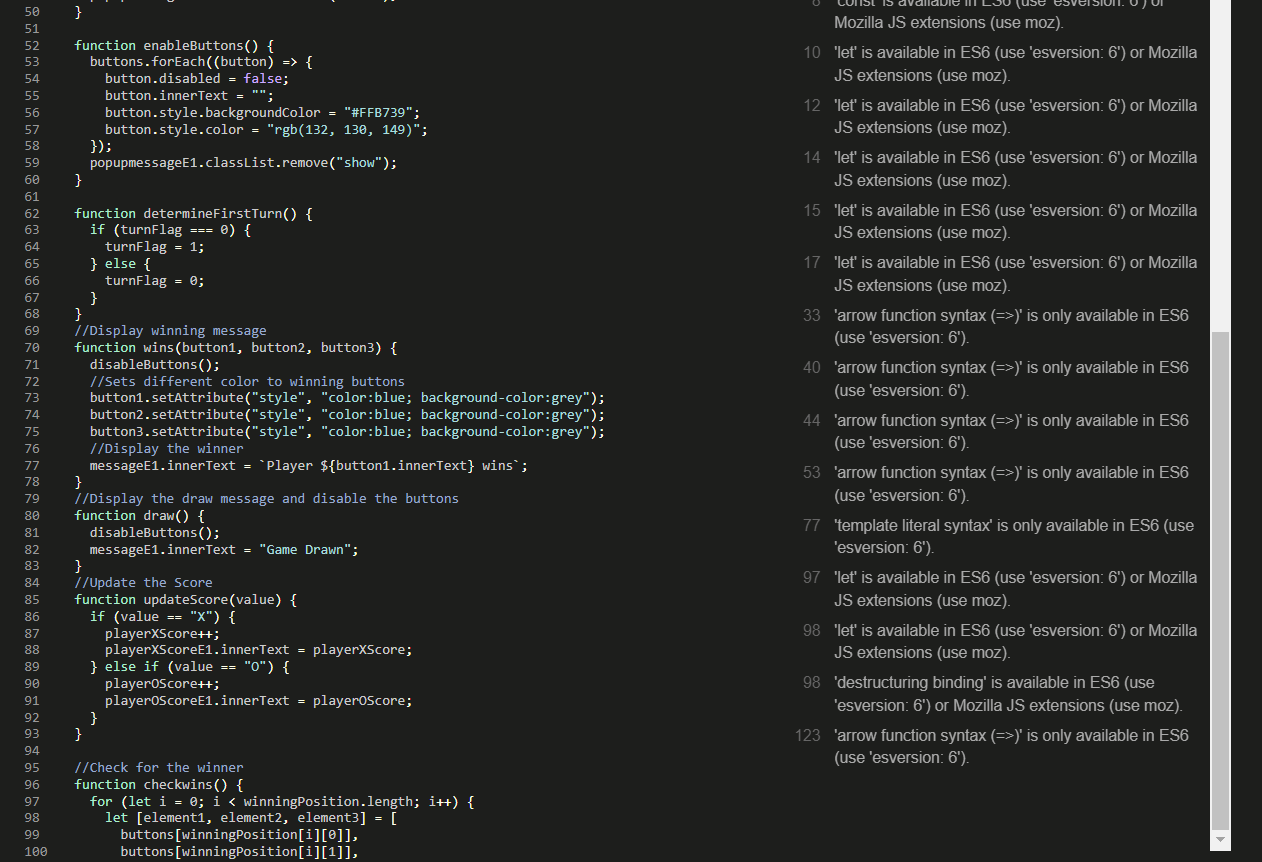 50 }
51
52 function enableButtons() {
53 buttons.forEach((button) => {
54 button.disabled = false;
55 button.innerText = "";
56 button.style.backgroundColor = "#FFB739";
57 button.style.color = "rgb(132, 130, 149)";
58 });
59 popupmessageE1.classList.remove("show");
60 }
61
62 function determineFirstTurn() {
63 if (turnFlag === 0) {
64 turnFlag = 1;
65 } else {
66 turnFlag = 0;
67 }
68 }
69 //Display winning message
70 function wins(button1, button2, button3) {
71 disableButtons();
72 //Sets different color to winning buttons
73 button1.setAttribute("style", "color:blue; background-color:grey");
74 button2.setAttribute("style", "color:blue; background-color:grey");
75 button3.setAttribute("style", "color:blue; background-color:grey");
76 //Display the winner
77 messageE1.innerText = `Player ${button1.innerText} wins`;
78 }
79 //Display the draw message and disable the buttons
80 function draw() {
81 disableButtons();
82 messageE1.innerText = "Game Drawn";
83 }
84 //Update the Score
85 function updateScore(value) {
86 if (value == "X") {
87 playerXScore++;
88 playerXScoreE1.innerText = playerXScore;
89 } else if (value == "O") {
90 playerOScore++;
91 playerOScoreE1.innerText = playerOScore;
92 }
93 }
94
95 //Check for the winner
96 function checkwins() {
97 for (let i = 0; i < winningPosition.length; i++) {
98 let [element1, element2, element3] = [
99 buttons[winningPosition[i][0]],
100 buttons[winningPosition[i][1]],
8 'const' is available in ES6 (use 'esversion: 6') or
Mozilla JS extensions (use moz).
10 'let' is available in ES6 (use 'esversion: 6') or Mozilla
JS extensions (use moz).
12 'let' is available in ES6 (use 'esversion: 6') or Mozilla
JS extensions (use moz).
14 'let' is available in ES6 (use 'esversion: 6') or Mozilla
JS extensions (use moz).
15 'let' is available in ES6 (use 'esversion: 6') or Mozilla
JS extensions (use moz).
17 'let' is available in ES6 (use 'esversion: 6') or Mozilla
JS extensions (use moz).
33 'arrow function syntax (=>)' is only available in ES6
(use 'esversion: 6').
40 'arrow function syntax (=>)' is only available in ES6
(use 'esversion: 6').
44 'arrow function syntax (=>)' is only available in ES6
(use 'esversion: 6').
53 'arrow function syntax (=>)' is only available in ES6
(use 'esversion: 6').
77 'template literal syntax' is only available in ES6 (use
'esversion: 6').
97 'let' is available in ES6 (use 'esversion: 6') or Mozilla
JS extensions (use moz).
98 'let' is available in ES6 (use 'esversion: 6') or Mozilla
JS extensions (use moz).
98 'destructuring binding' is available in ES6 (use
'esversion: 6') or Mozilla JS extensions (use moz).
123 'arrow function syntax (=>)' is only available in ES6
(use 'esversion: 6').